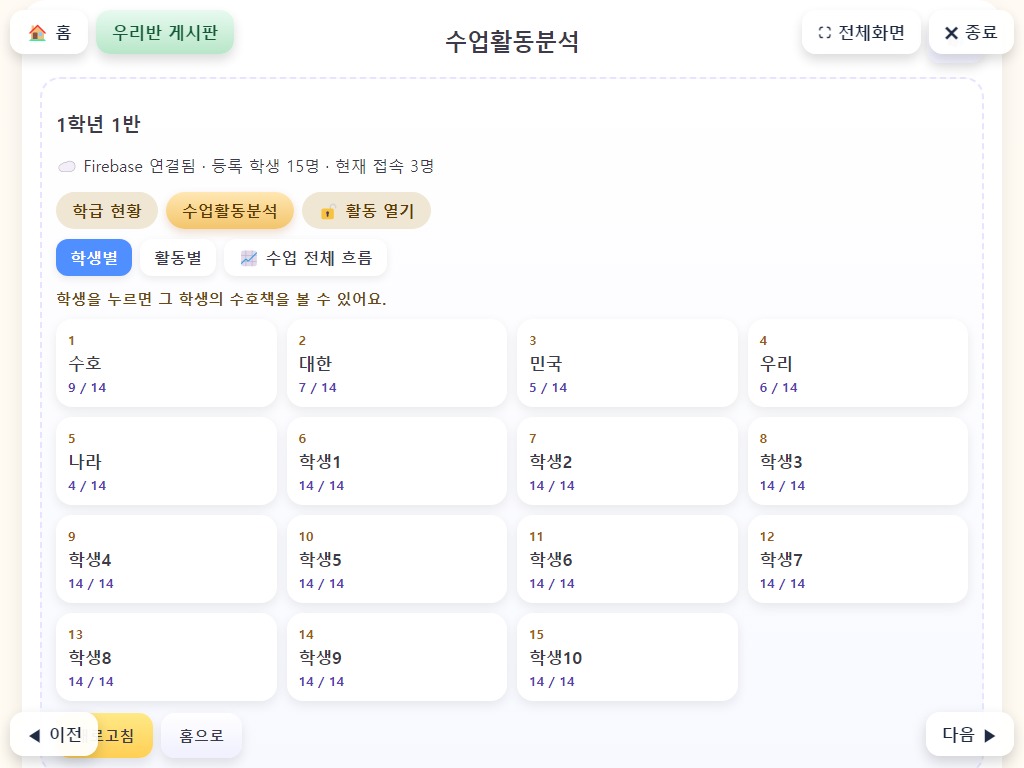 홈
우리반 게시판
수업활동분석
전체화면
종료
1학년 1반
Firebase 연결됨 · 등록 학생 15명 · 현재 접속 3명
학급 현황
수업활동분석
활동 열기
학생별
활동별
수업 전체 흐름
학생을 누르면 그 학생의 수호책을 볼 수 있어요.
1
수호
9 / 14
2
대한
7 / 14
3
민국
5 / 14
4
우리
6 / 14
5
나라
4 / 14
6
학생1
14 / 14
7
학생2
14 / 14
8
학생3
14 / 14
9
학생4
14 / 14
10
학생5
14 / 14
11
학생6
14 / 14
12
학생7
14 / 14
13
학생8
14 / 14
14
학생9
14 / 14
15
학생10
14 / 14
◀ 이전
로고침
홈으로
다음 ▶